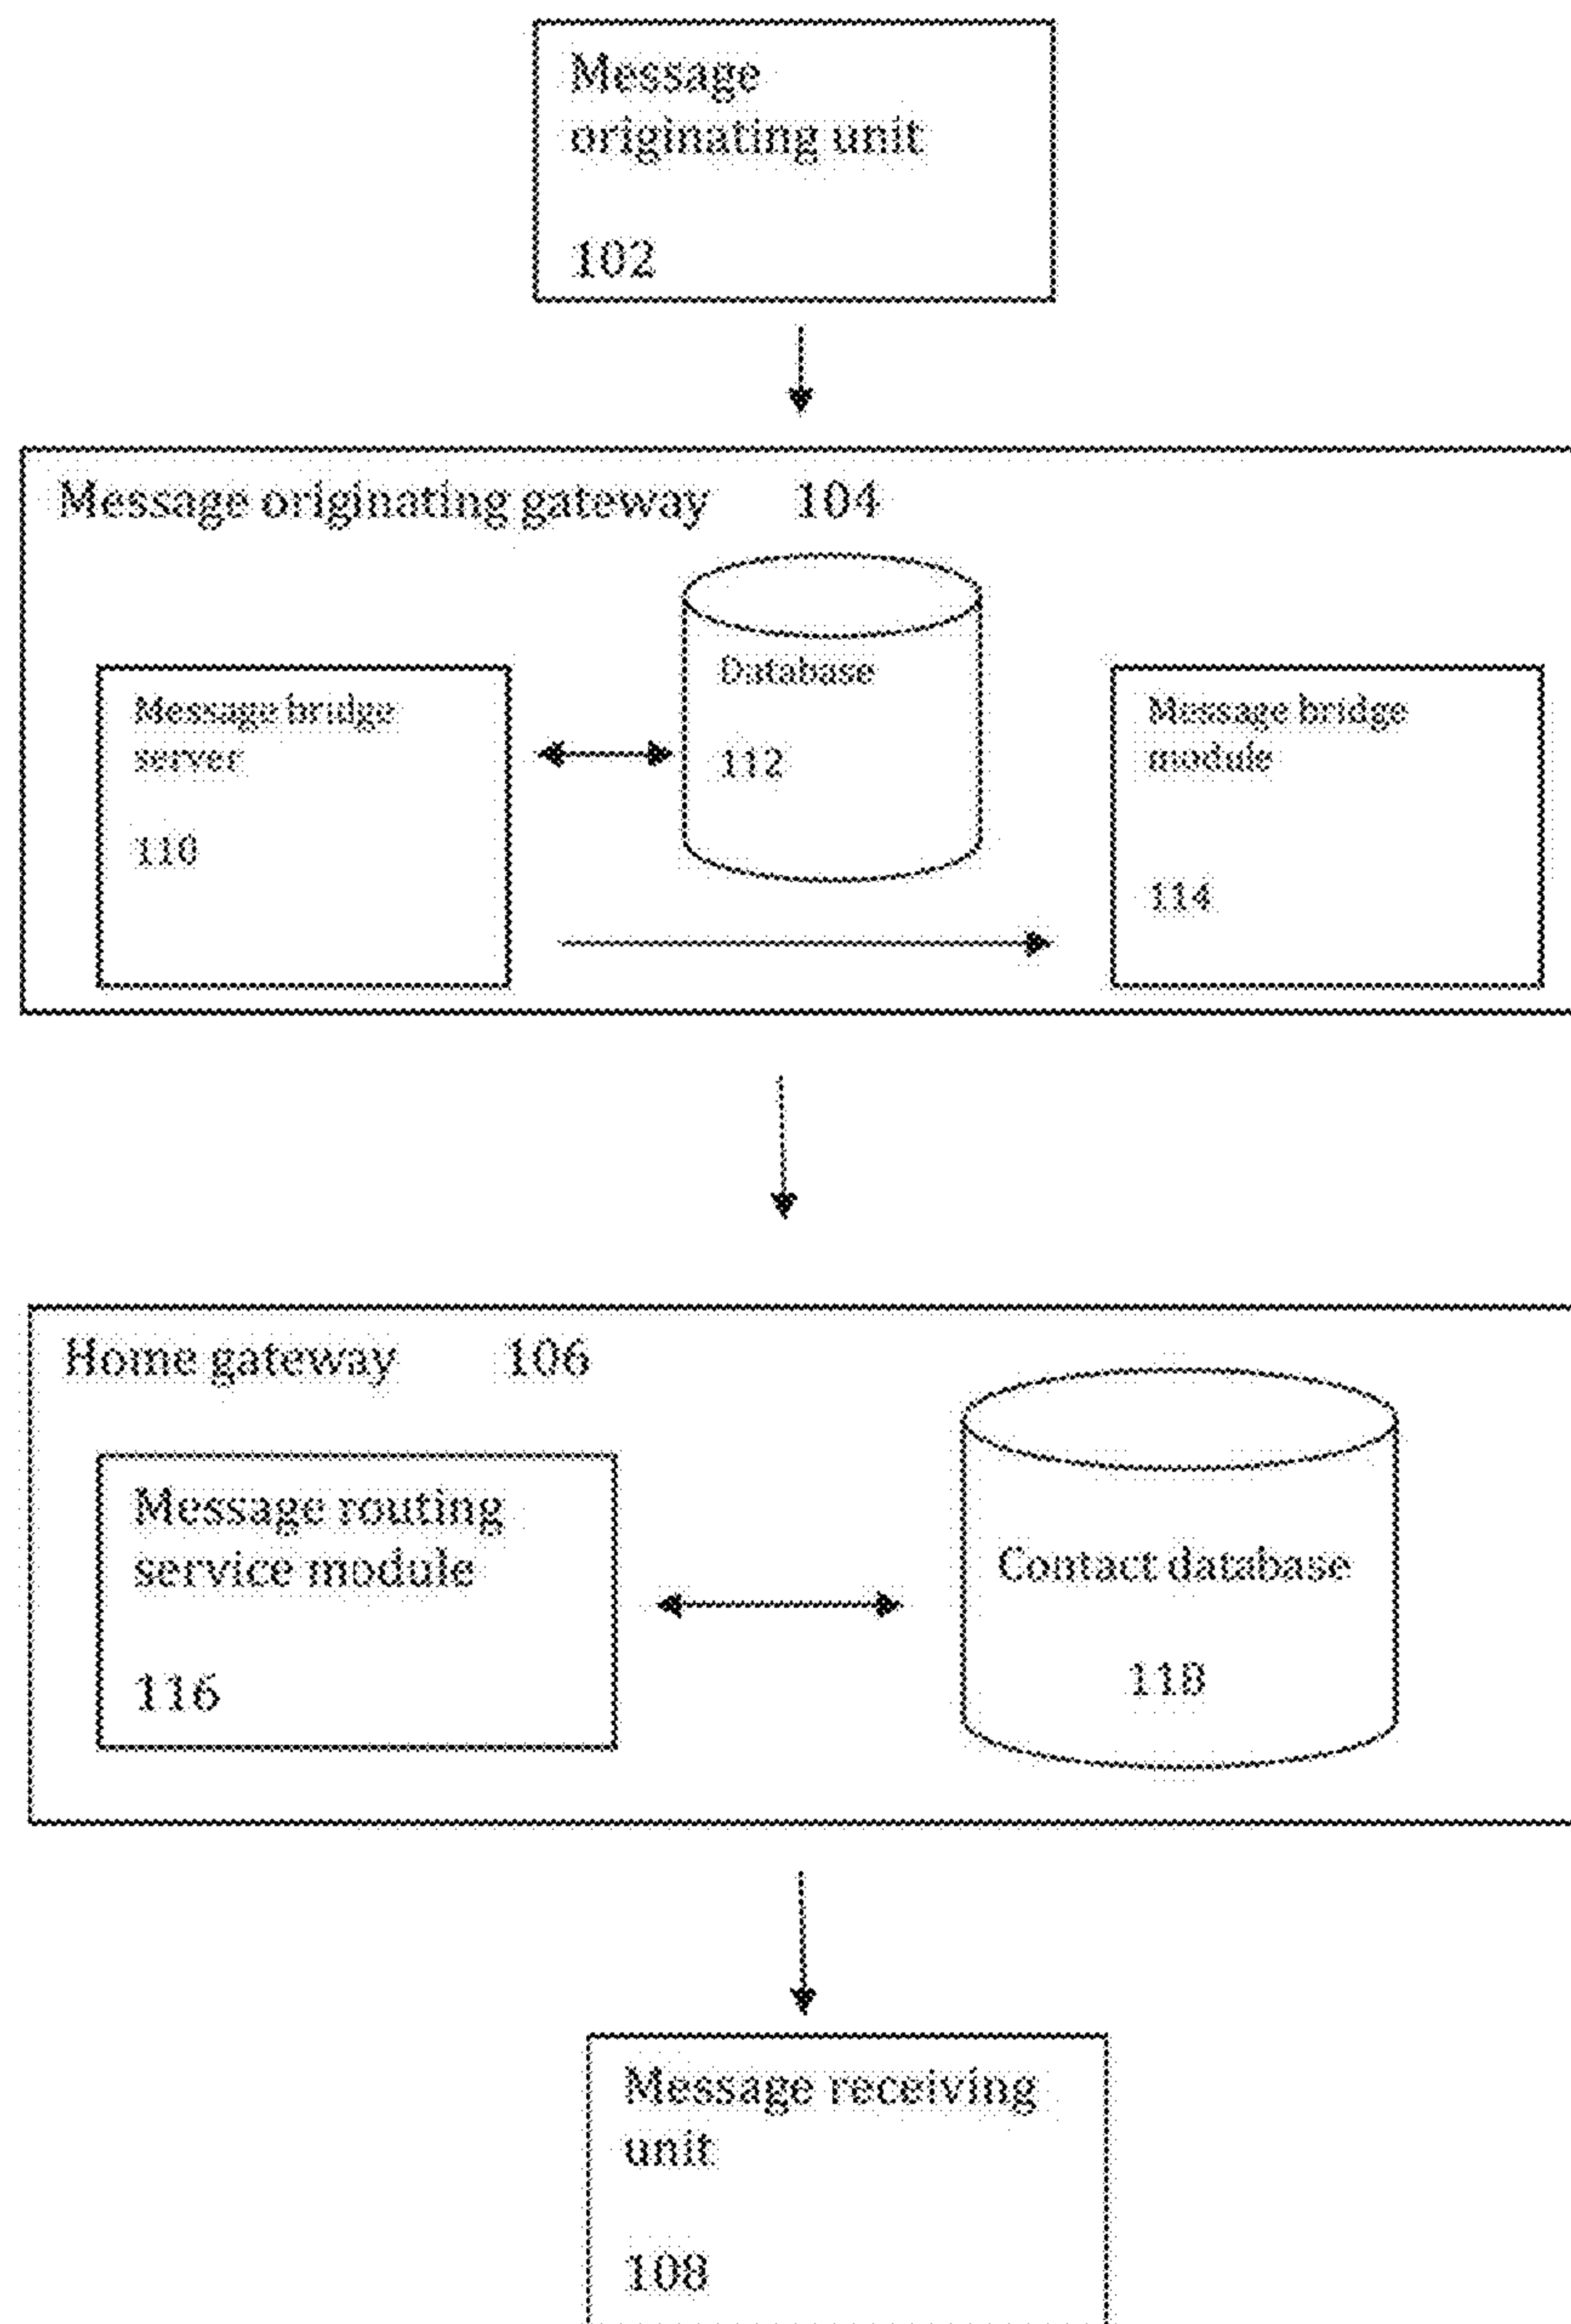 Message
originating unit
102
Message originating gateway 104
Database
112
Message bridge
server
110
Message bridge
module
114
Home gateway 106
Message routing
service module
116
Contact database
118
Message receiving
unit
108